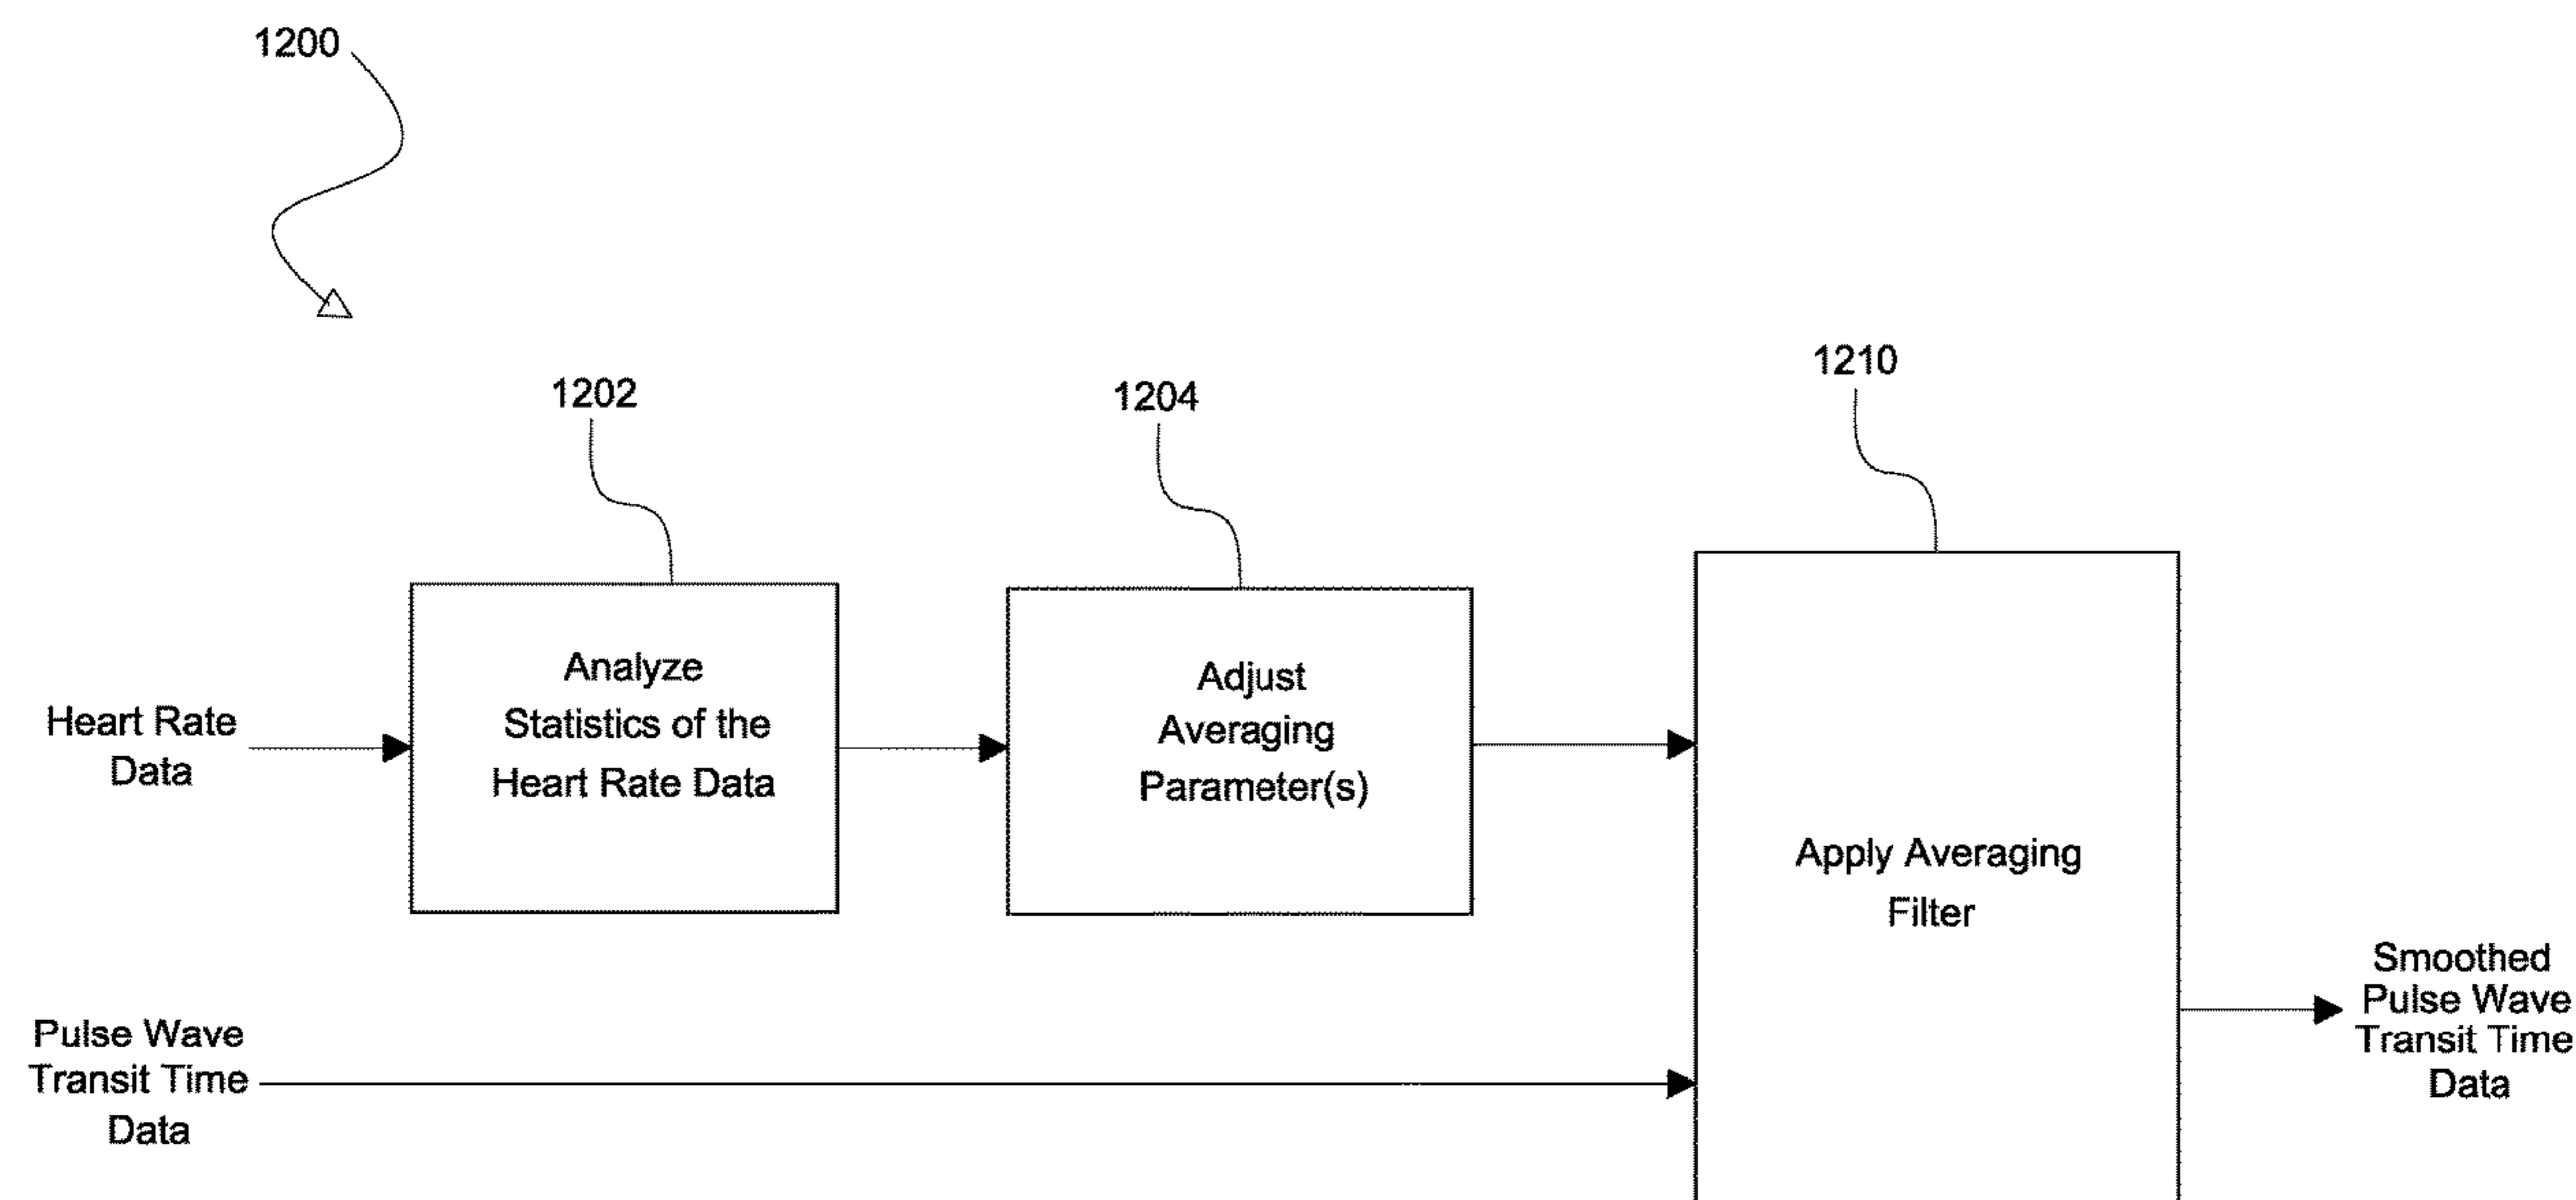 1200
1202
1204
1210
Heart Rate
Data
Analyze
Statistics of the
Heart Rate Data
Adjust
Averaging
Parameter(s)
Apply Averaging
Filter
Pulse Wave
Transit Time
Data
Smoothed
Pulse Wave
Transit Time
Data